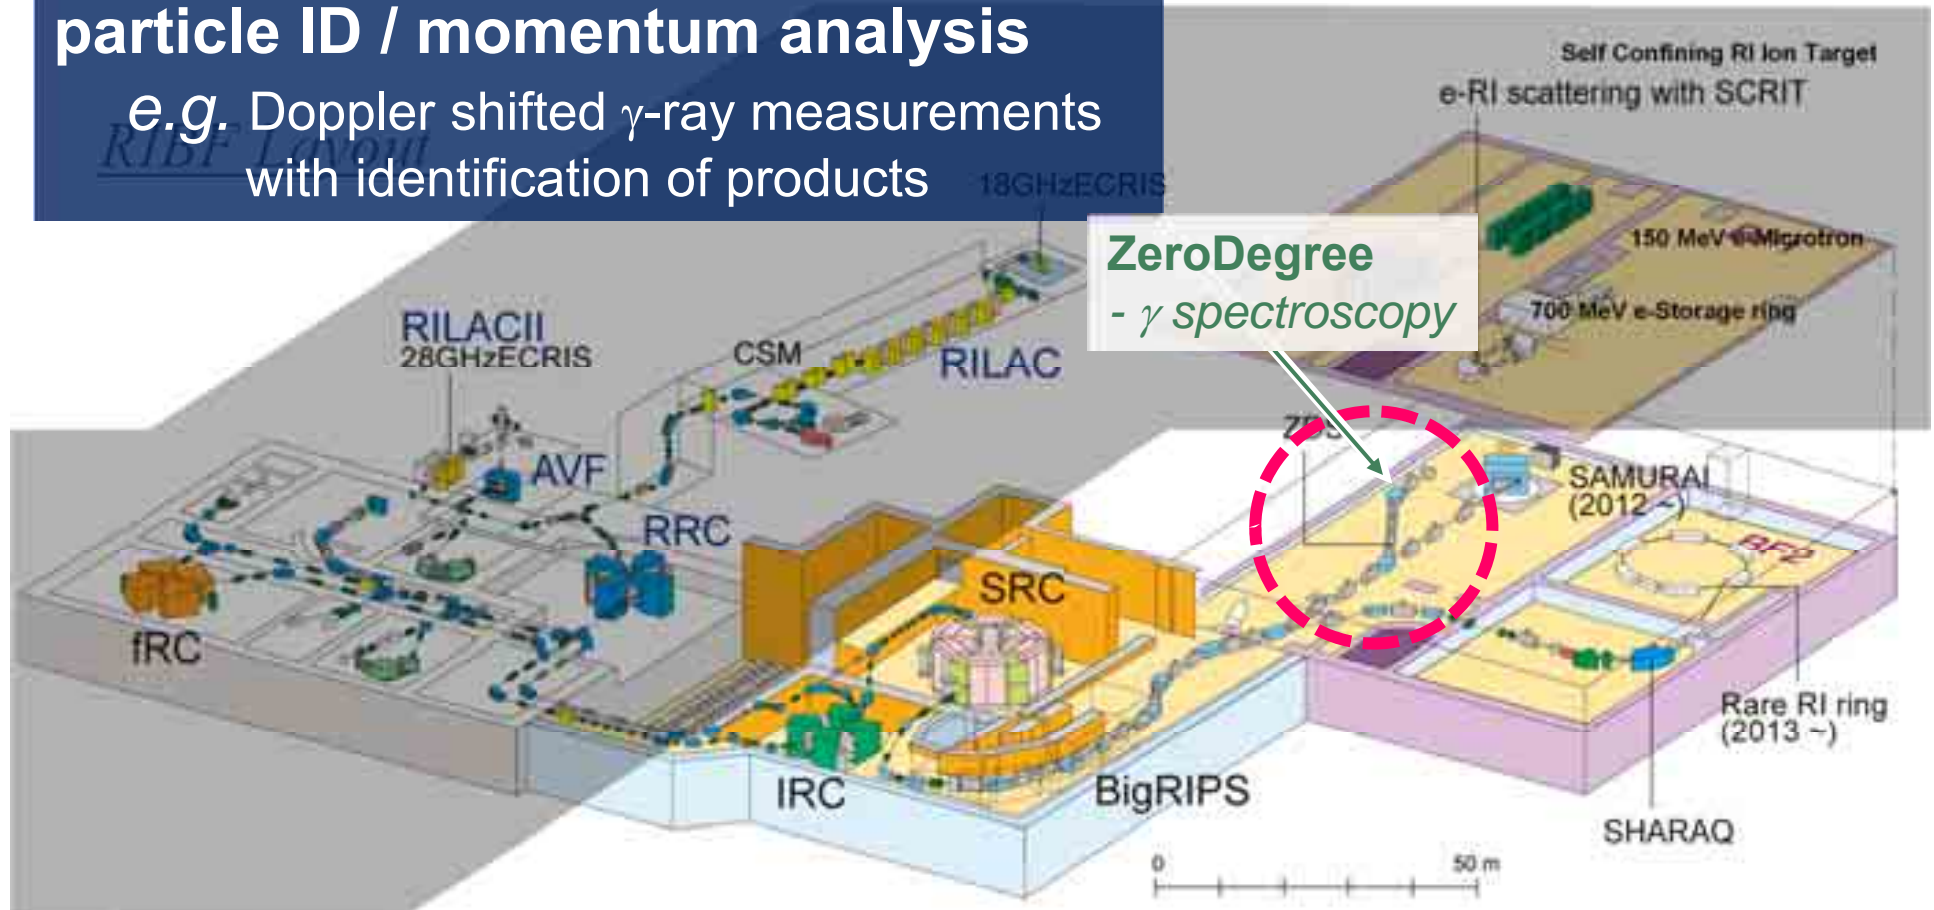 particle ID / momentum analysis
e.g. Doppler shifted γ-ray measurements
with identification of products
RIBF Layout
Self Confining RI Ion Target
e-RI scattering with SCRIT
18GHzECRIS
150 MeV e-Microtron
ZeroDegree
- γ spectroscopy
700 MeV e-Storage ring
RILACII
28GHzECRIS
CSM
RILAC
ZDS
AVF
SAMURAI
(2012 ~)
RRC
BF2
SRC
fRC
Rare RI ring
(2013 ~)
IRC
BigRIPS
SHARAQ
0
50 m